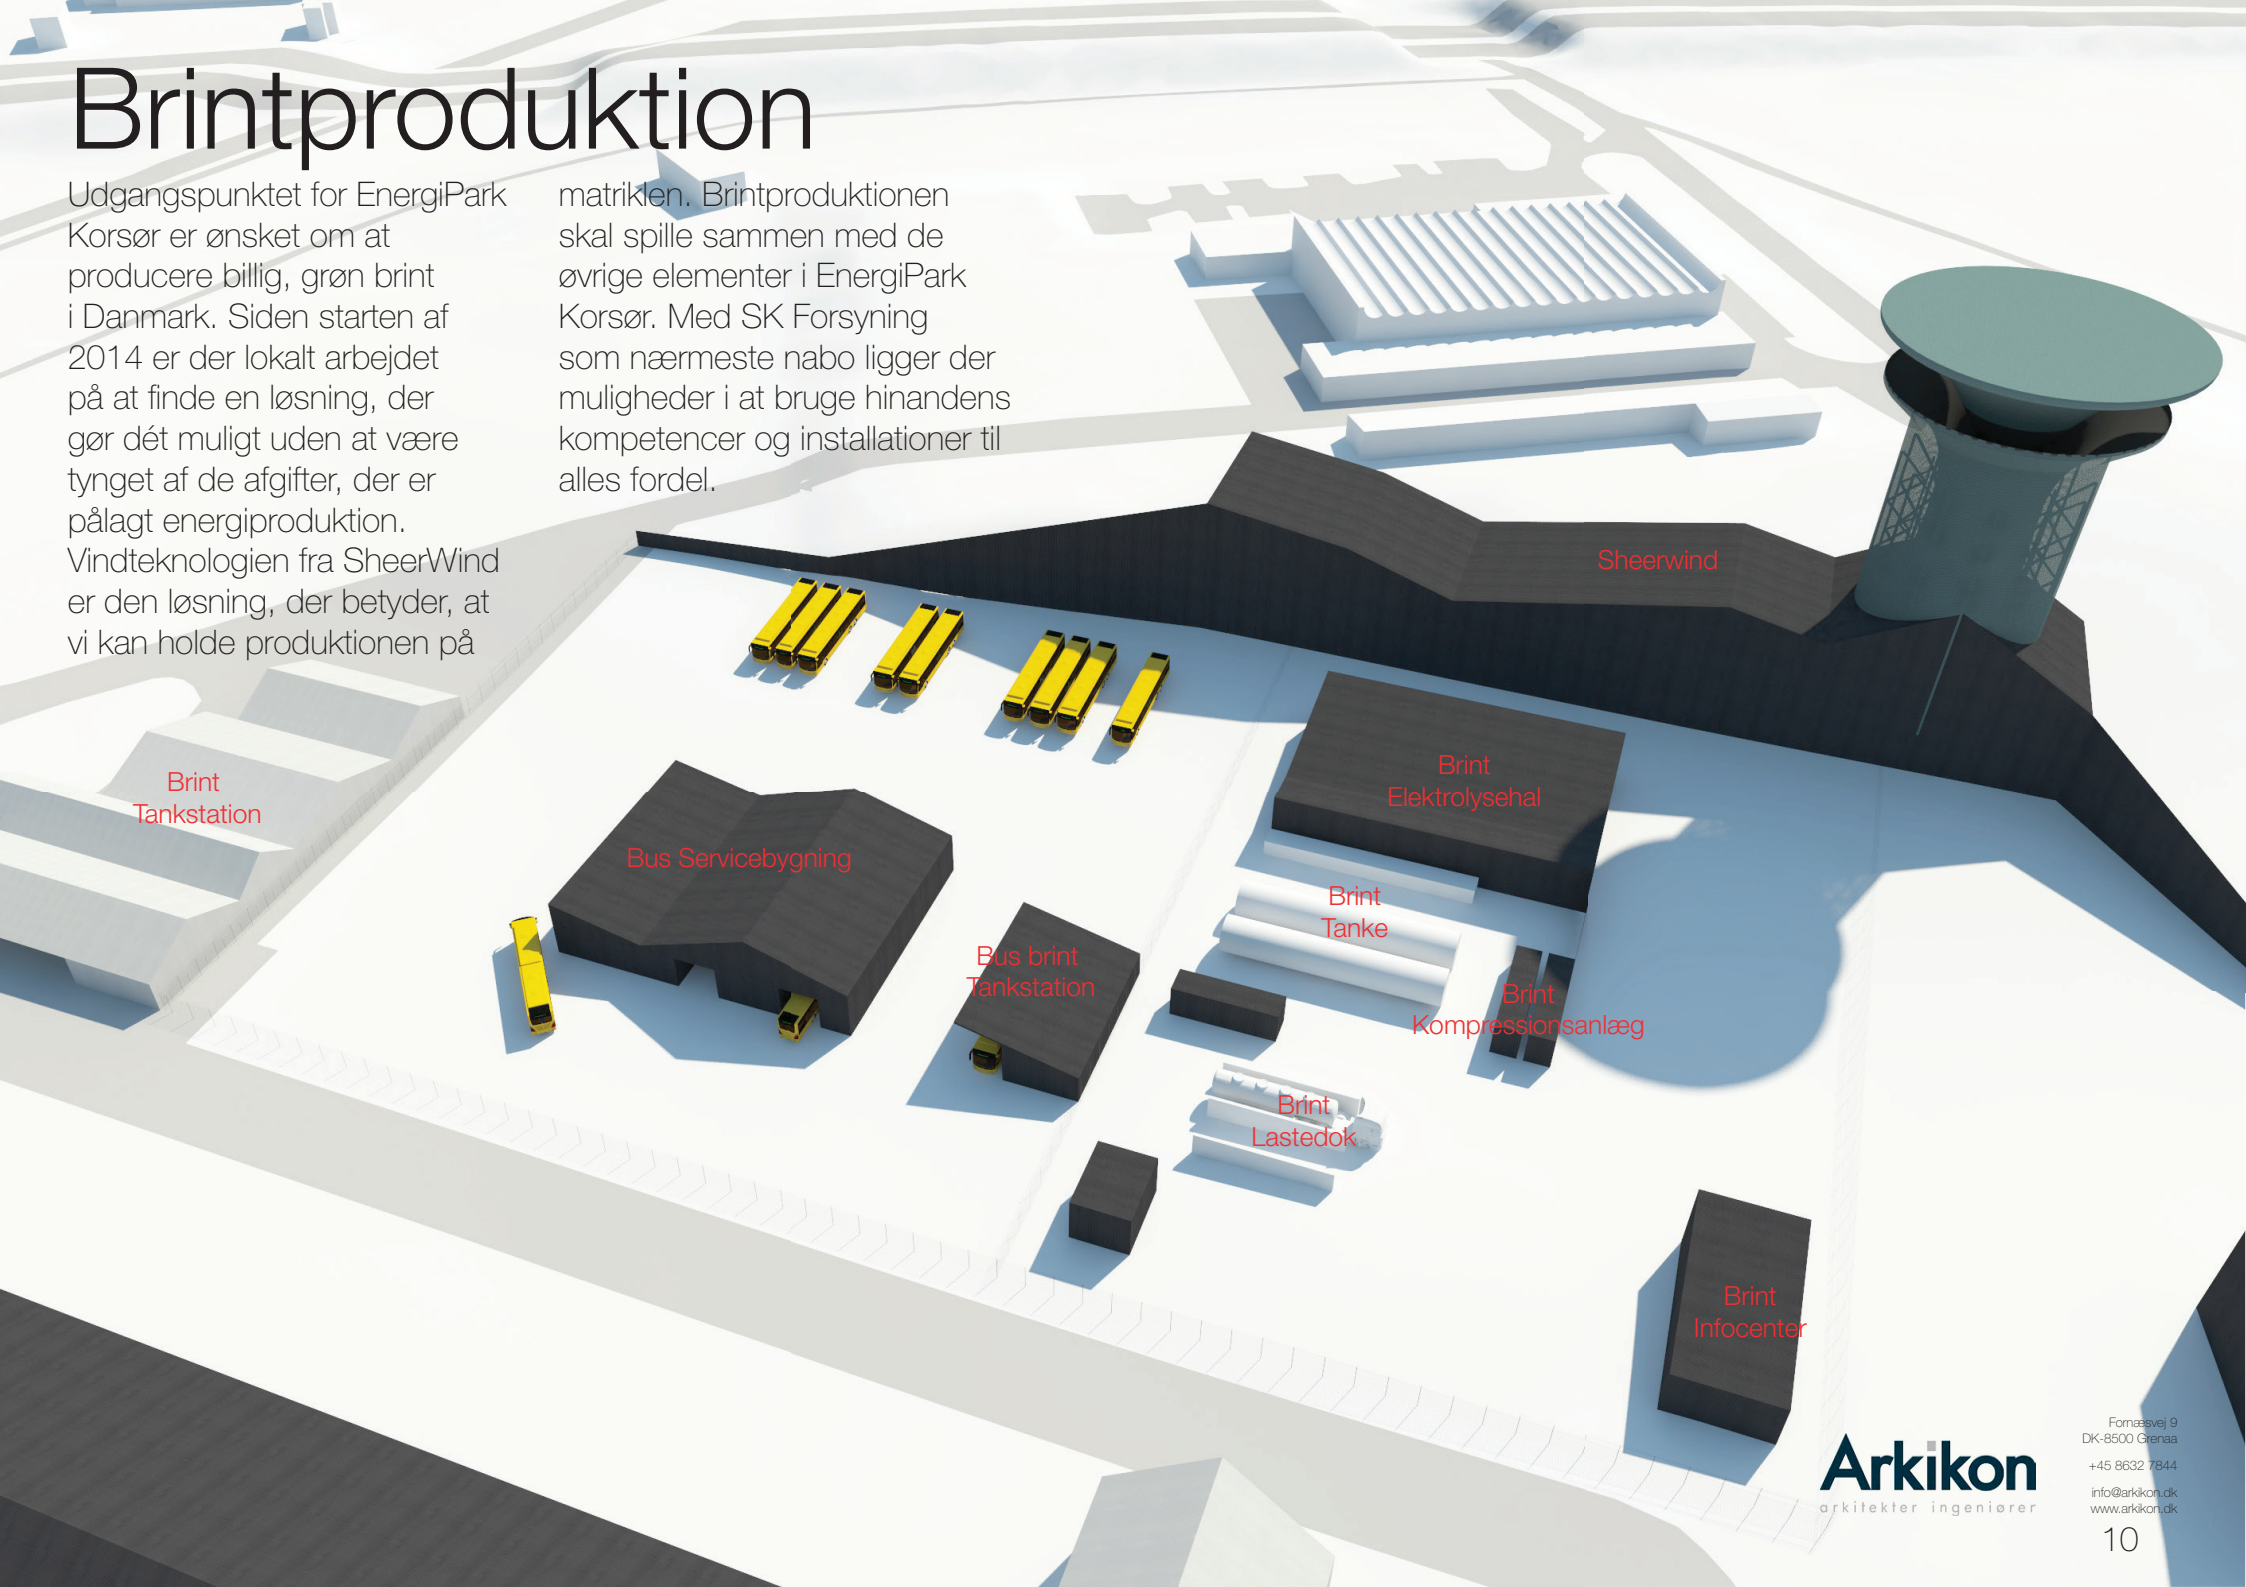 Brintproduktion
Udgangspunktet for EnergiPark
Korsør er ønsket om at
producere billig, grøn brint
i Danmark. Siden starten af
2014 er der lokalt arbejdet
på at finde en løsning, der
gør dét muligt uden at være
tynget af de afgifter, der er
pålagt energiproduktion.
Vindteknologien fra SheerWind
er den løsning, der betyder, at
vi kan holde produktionen på
matriklen. Brintproduktionen
skal spille sammen med de
øvrige elementer i EnergiPark
Korsør. Med SK Forsyning
som nærmeste nabo ligger der
muligheder i at bruge hinandens
kompetencer og installationer til
alles fordel.
Sheerwind
Brint
Elektrolysehal
Brint
Tankstation
Bus Servicebygning
Brint
Tanke
Bus brint
Tankstation
Brint
Kompressionsanlæg
Brint
Lastedok
Brint
Infocenter
Arkikon
arkitekter ingeniører
Fornæsvej 9
DK-8500 Grenaa
+45 8632 7844
info@arkikon.dk
www.arkikon.dk
10